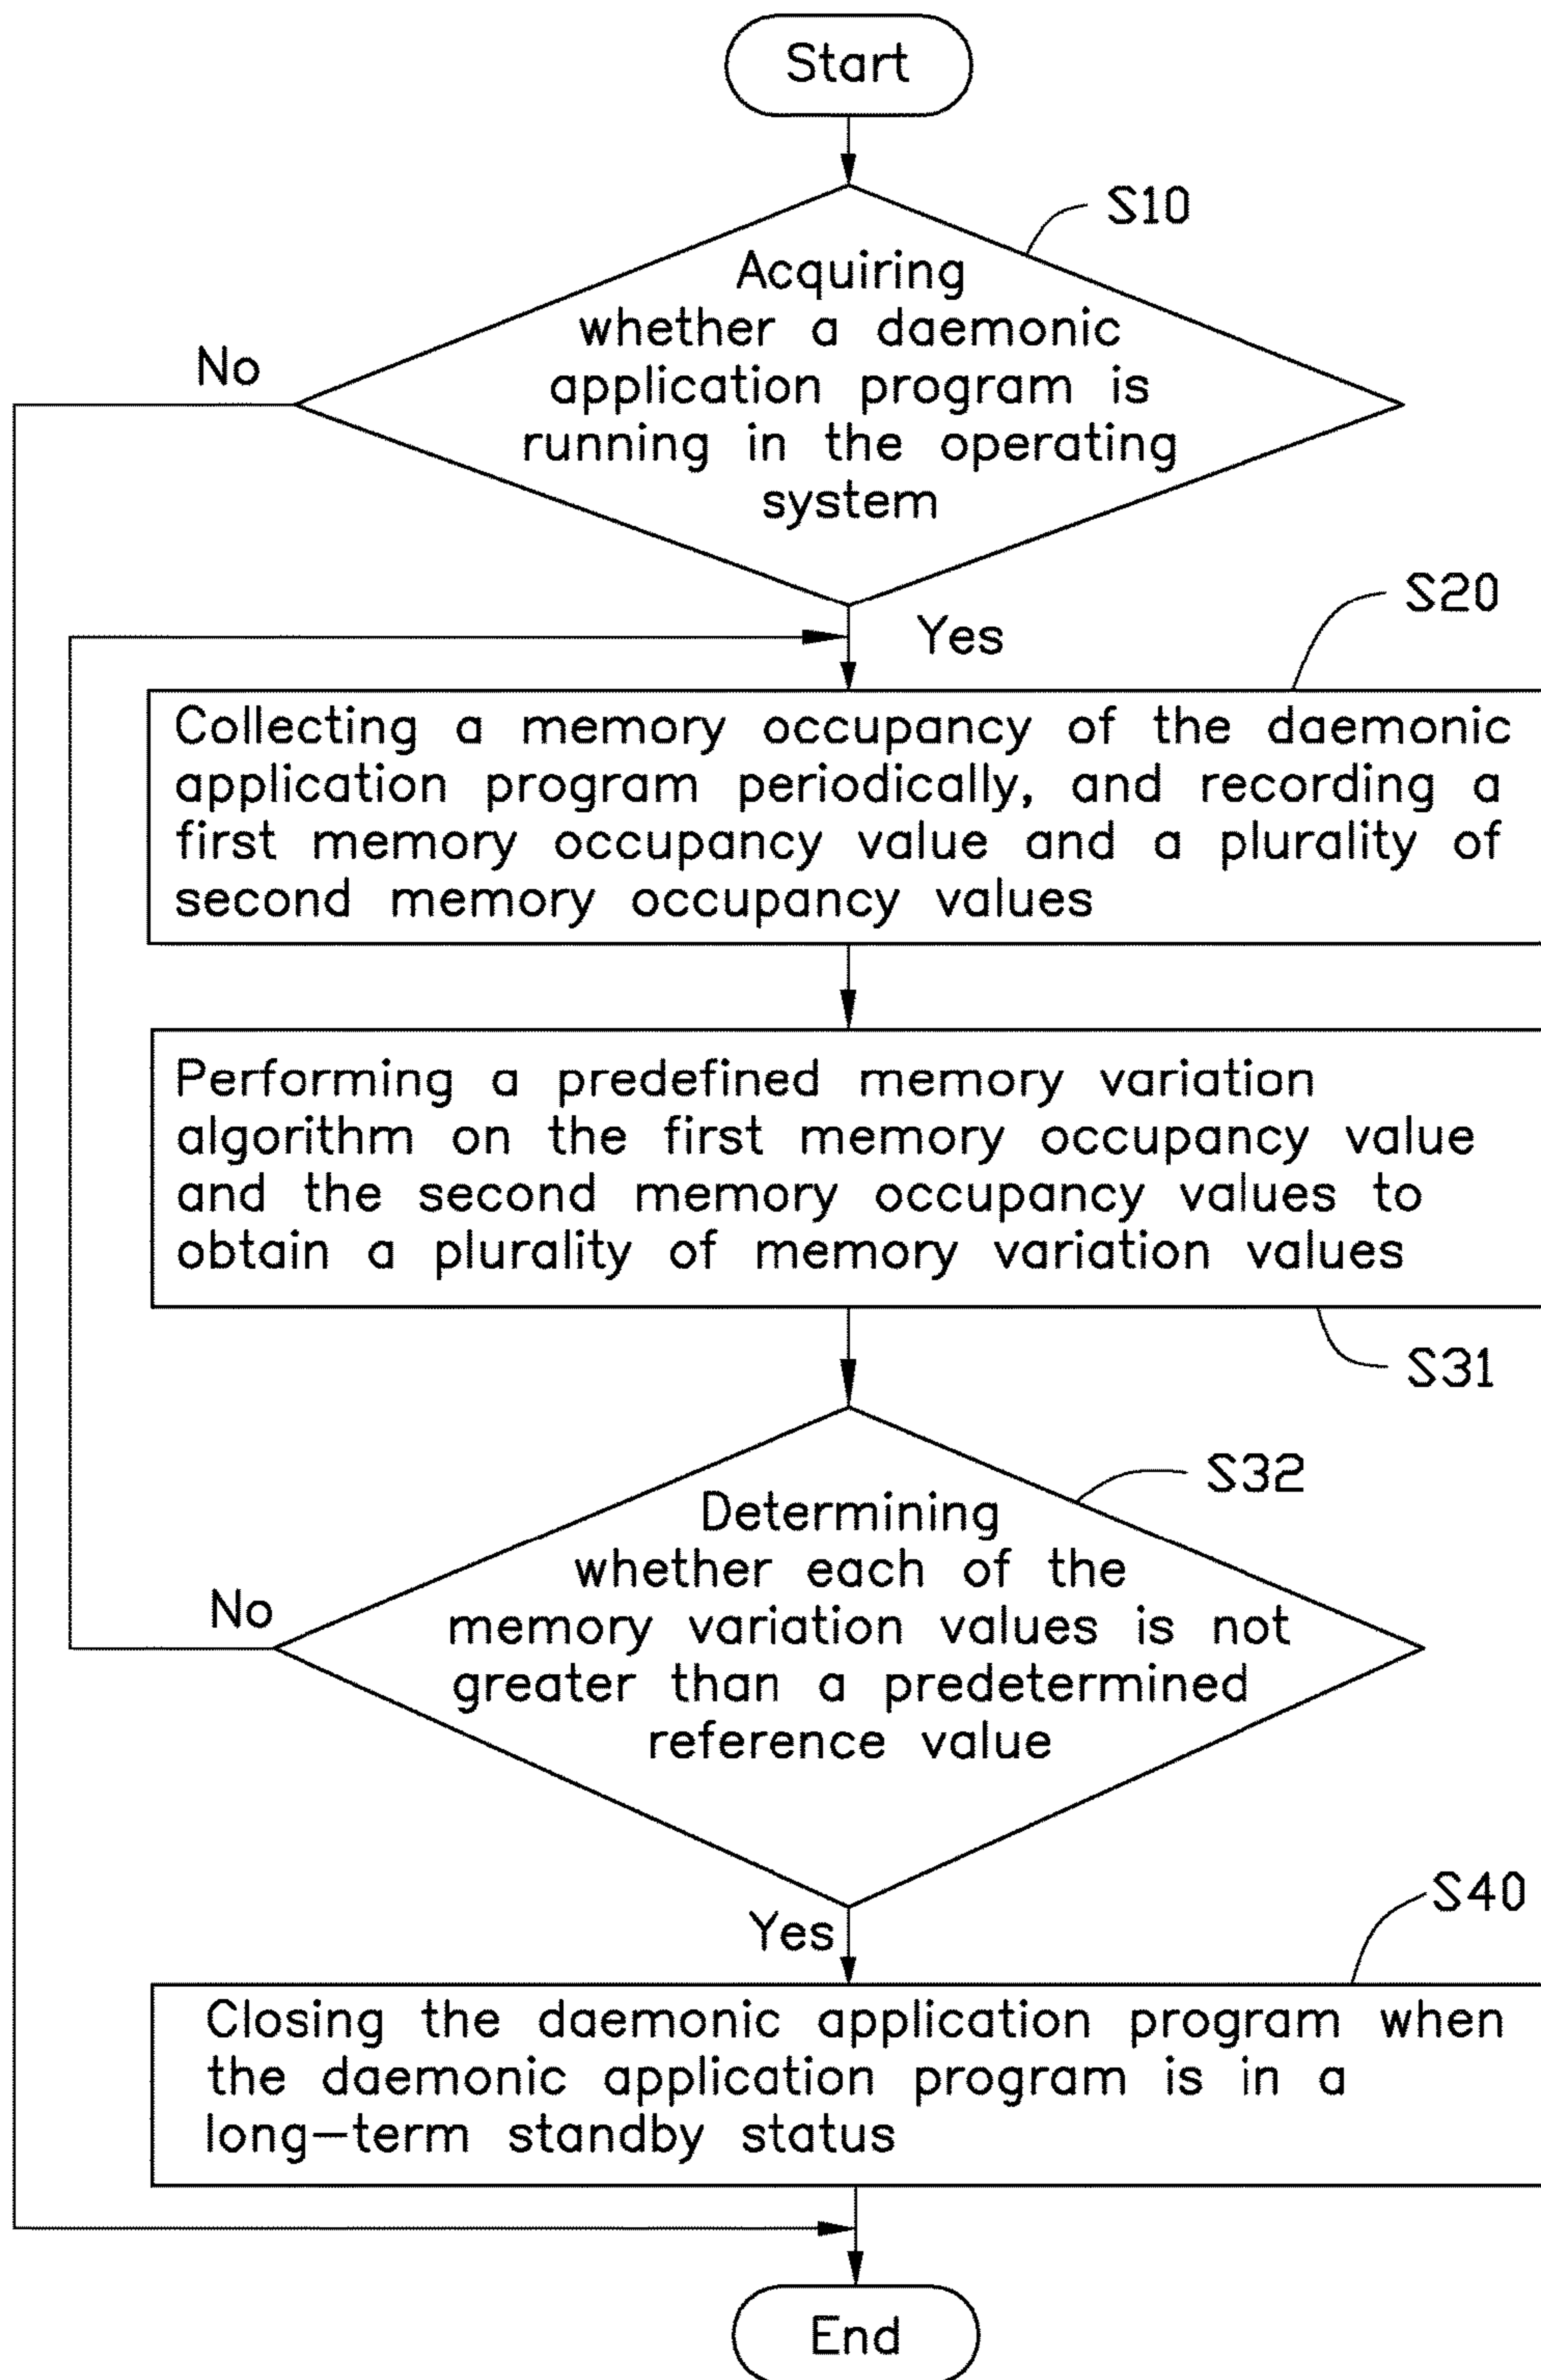 Start
S10
Acquiring
whether a daemonic
application program is
running in the operating
system
No
Yes
S20
Collecting a memory occupancy of the daemonic
application program periodically, and recording a
first memory occupancy value and a plurality of
second memory occupancy values
Performing a predefined memory variation
algorithm on the first memory occupancy value
and the second memory occupancy values to
obtain a plurality of memory variation values
S31
S32
Determining
whether each of the
memory variation values is not
greater than a predetermined
reference value
No
Yes
S40
Closing the daemonic application program when
the daemonic application program is in a
long-term standby status
End